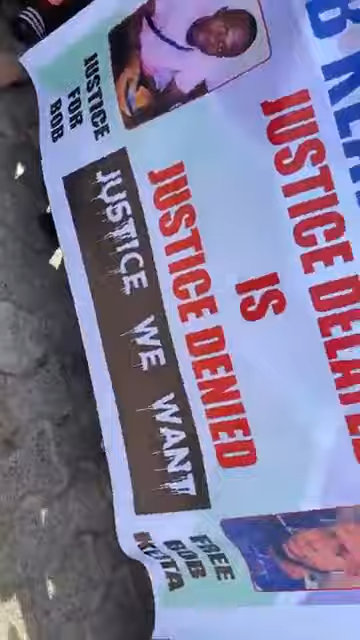 JUSTICE DELAYED
IS
JUSTICE DENIED
JUSTICE WE WANT
JUSTICE
FOR
BOB
FREE
BOB